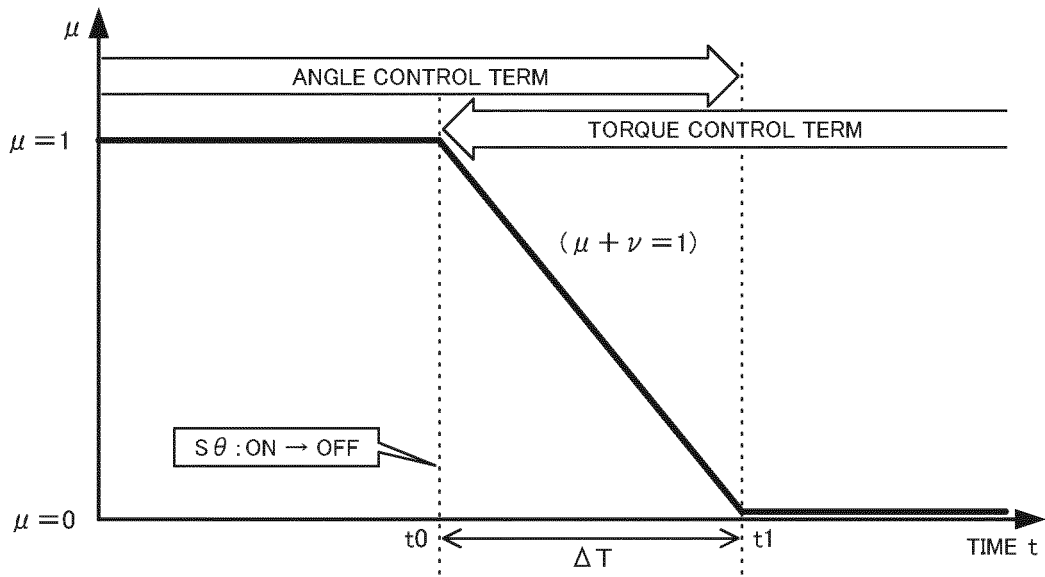 μ
ANGLE CONTROL TERM
TORQUE CONTROL TERM
μ=1
(μ+ν=1)
Sθ:ON → OFF
μ=0
t0
t1
ΔT
TIME t